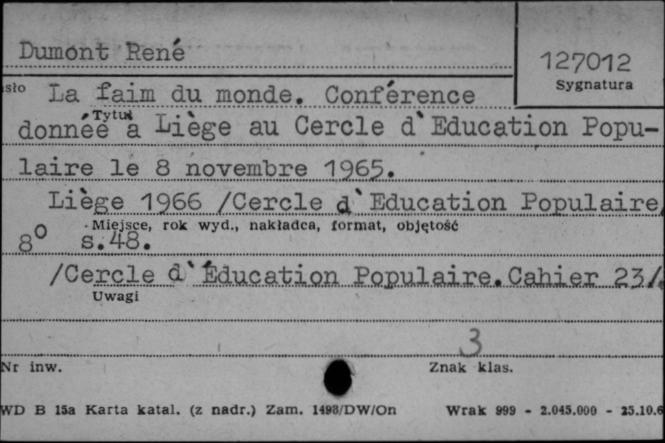 Dumont René
127012
Sygnatura
sło La faim du monde. Conférence
Tytuł
donnée a Liège au Cercle d'Education Popu-
laire le 8 novembre 1965.
Liège 1966 /Cercle d'Education Populaire/
Miejsce, rok wyd., nakładca, format, objętość
8° s.48.
/Cercle d'Éducation Populaire.Cahier 23/.
Uwagi
3
Nr inw.
Znak klas.
WD B 15a Karta katal. (z nadr.) Zam. 1498/DW/On Wrak 999 - 2.045.000 - 25.10.6